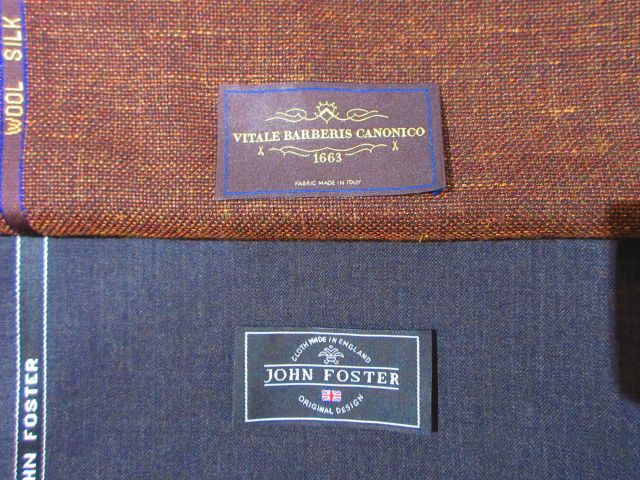 WOOL SILK
VITALE BARBERIS CANONICO
1663
FABRIC MADE IN ITALY
CLOTH MADE IN ENGLAND
JOHN FOSTER
ORIGINAL DESIGN
HN FOSTER